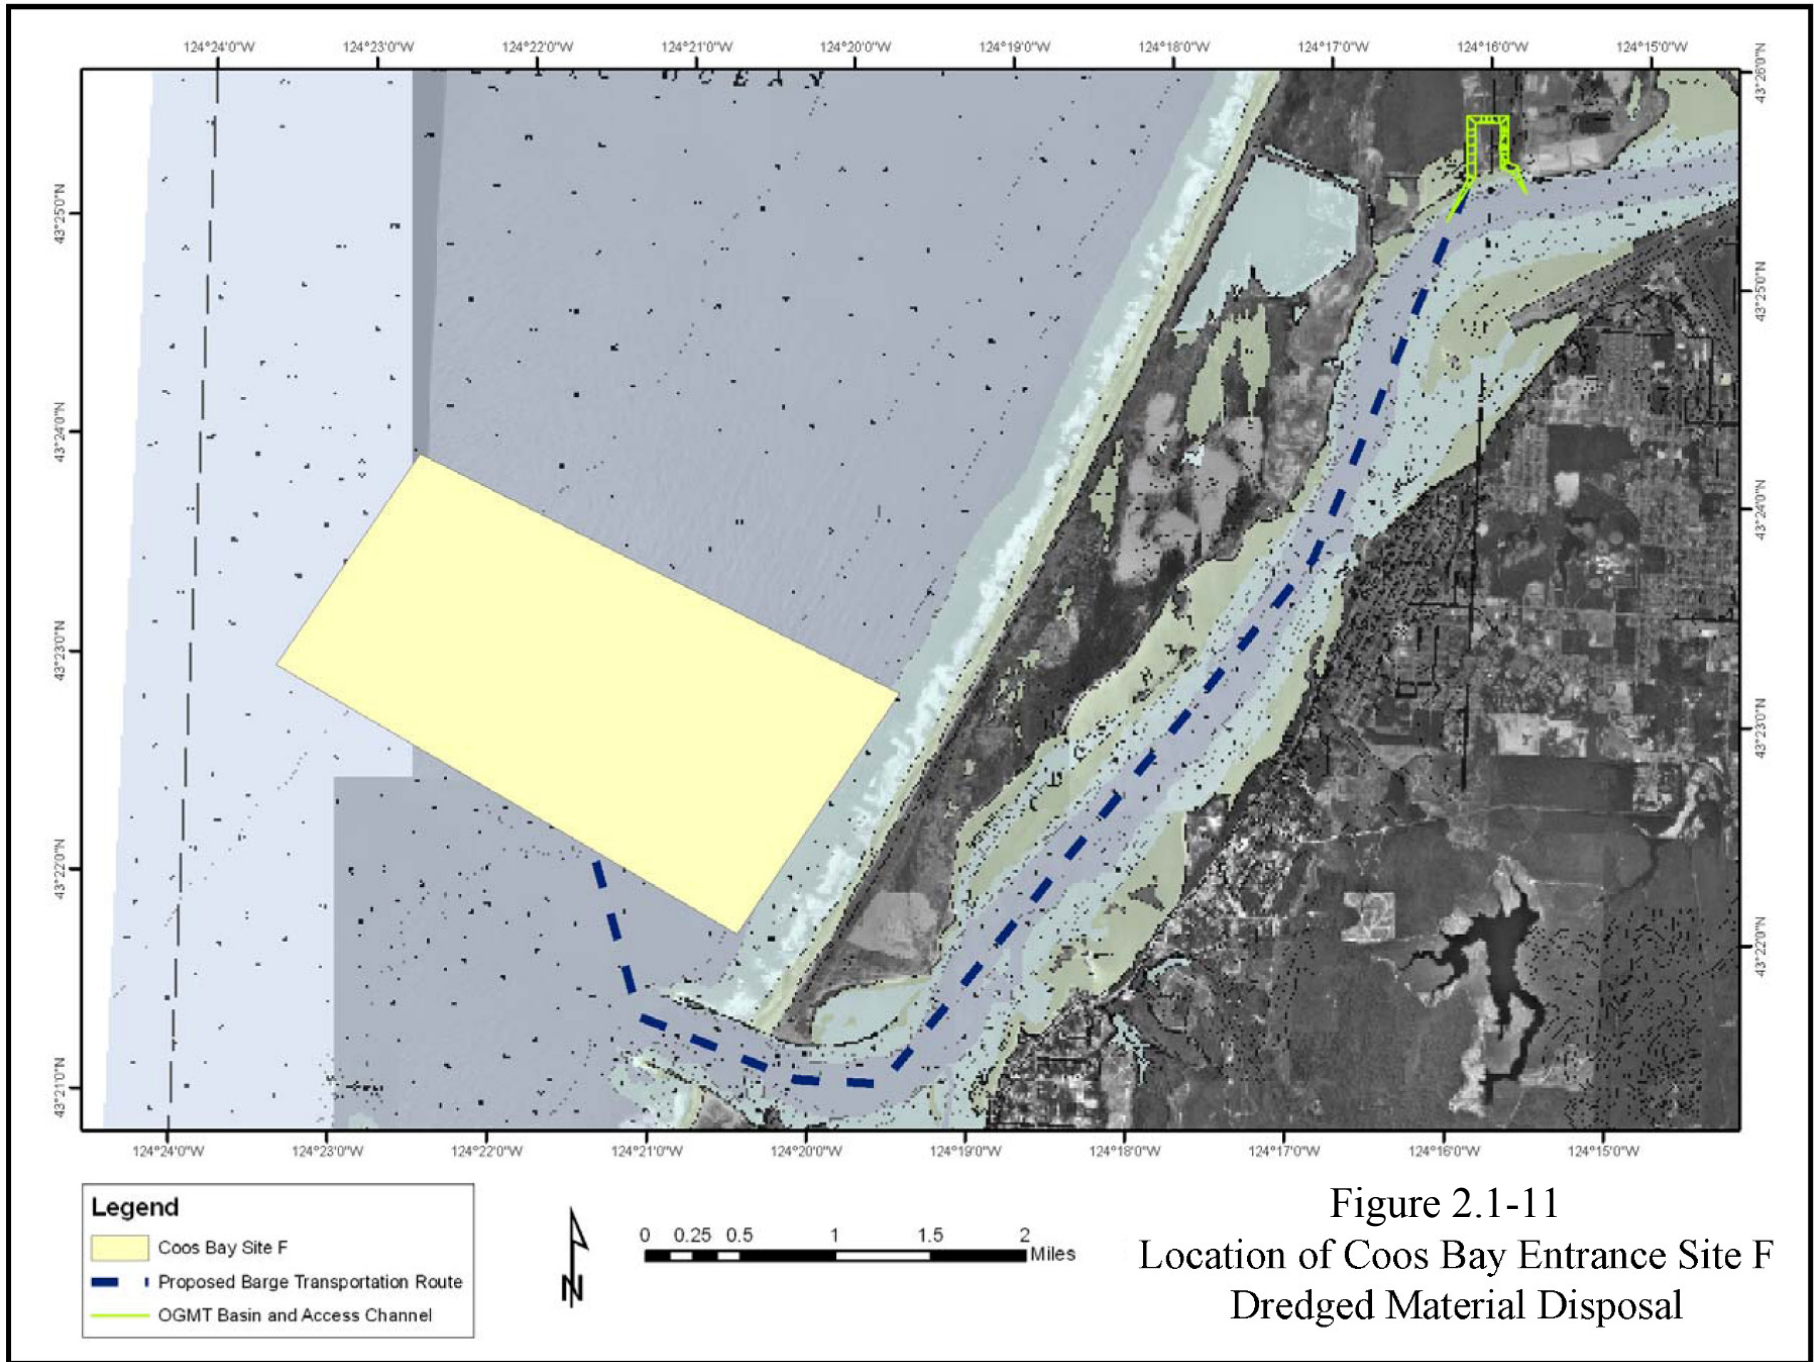 124°24'0"W 124°23'0"W 124°22'0"W 124°21'0"W 124°20'0"W 124°19'0"W 124°18'0"W 124°17'0"W 124°16'0"W 124°15'0"W
OCEAN
43°26'0"N
43°25'0"N
43°25'0"N
43°24'0"N
43°24'0"N
43°23'0"N
43°23'0"N
43°22'0"N
43°22'0"N
43°21'0"N
124°24'0"W 124°23'0"W 124°22'0"W 124°21'0"W 124°20'0"W 124°19'0"W 124°18'0"W 124°17'0"W 124°16'0"W 124°15'0"W
Legend
Coos Bay Site F
Proposed Barge Transportation Route
OGMT Basin and Access Channel
N
0 0.25 0.5 1 1.5 2
Miles
Figure 2.1-11
Location of Coos Bay Entrance Site F
Dredged Material Disposal